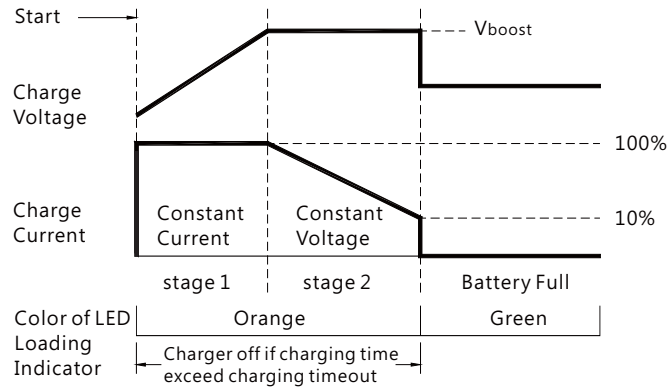 Start
Vboost
Charge
Voltage
100%
Charge
Current
Constant
Current
Constant
Voltage
10%
stage 1
stage 2
Battery Full
Color of LED
Loading
Indicator
Orange
Green
Charger off if charging time
exceed charging timeout